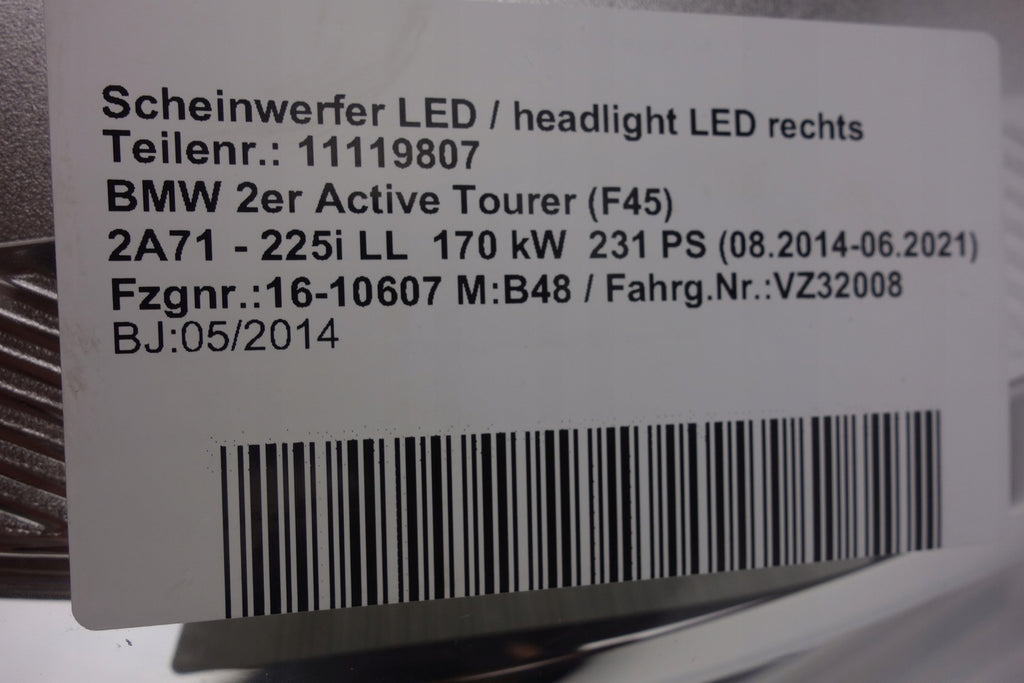 Scheinwerfer LED / headlight LED rechts
Teilenr.: 11119807
BMW 2er Active Tourer (F45)
2A71 - 225i LL 170 kW 231 PS (08.2014-06.2021)
Fzgnr.:16-10607 M:B48 / Fahrg.Nr.:VZ32008
BJ:05/2014